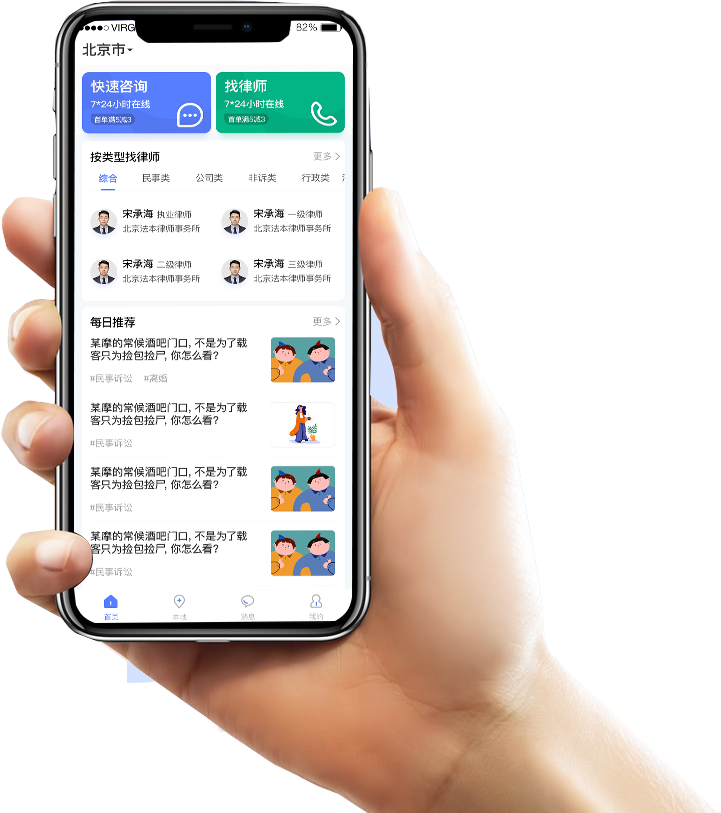 VIRG
82%
北京市
快速咨询
7*24小时在线
首单满5减3
找律师
7*24小时在线
首单满5减3
按类型找律师
更多
综合 民事类 公司类 非诉类 行政类
宋承海 执业律师
北京法本律师事务所
宋承海 一级律师
北京法本律师事务所
宋承海 二级律师
北京法本律师事务所
宋承海 三级律师
北京法本律师事务所
每日推荐
更多
某摩的常候酒吧门口, 不是为了载
客只为捡包捡尸, 你怎么看?
#民事诉讼 #离婚
某摩的常候酒吧门口, 不是为了载
客只为捡包捡尸, 你怎么看?
#民事诉讼
某摩的常候酒吧门口, 不是为了载
客只为捡包捡尸, 你怎么看?
#民事诉讼
某摩的常候酒吧门口, 不是为了载
客只为捡包捡尸, 你怎么看?
#民事诉讼
首页 消息 我的